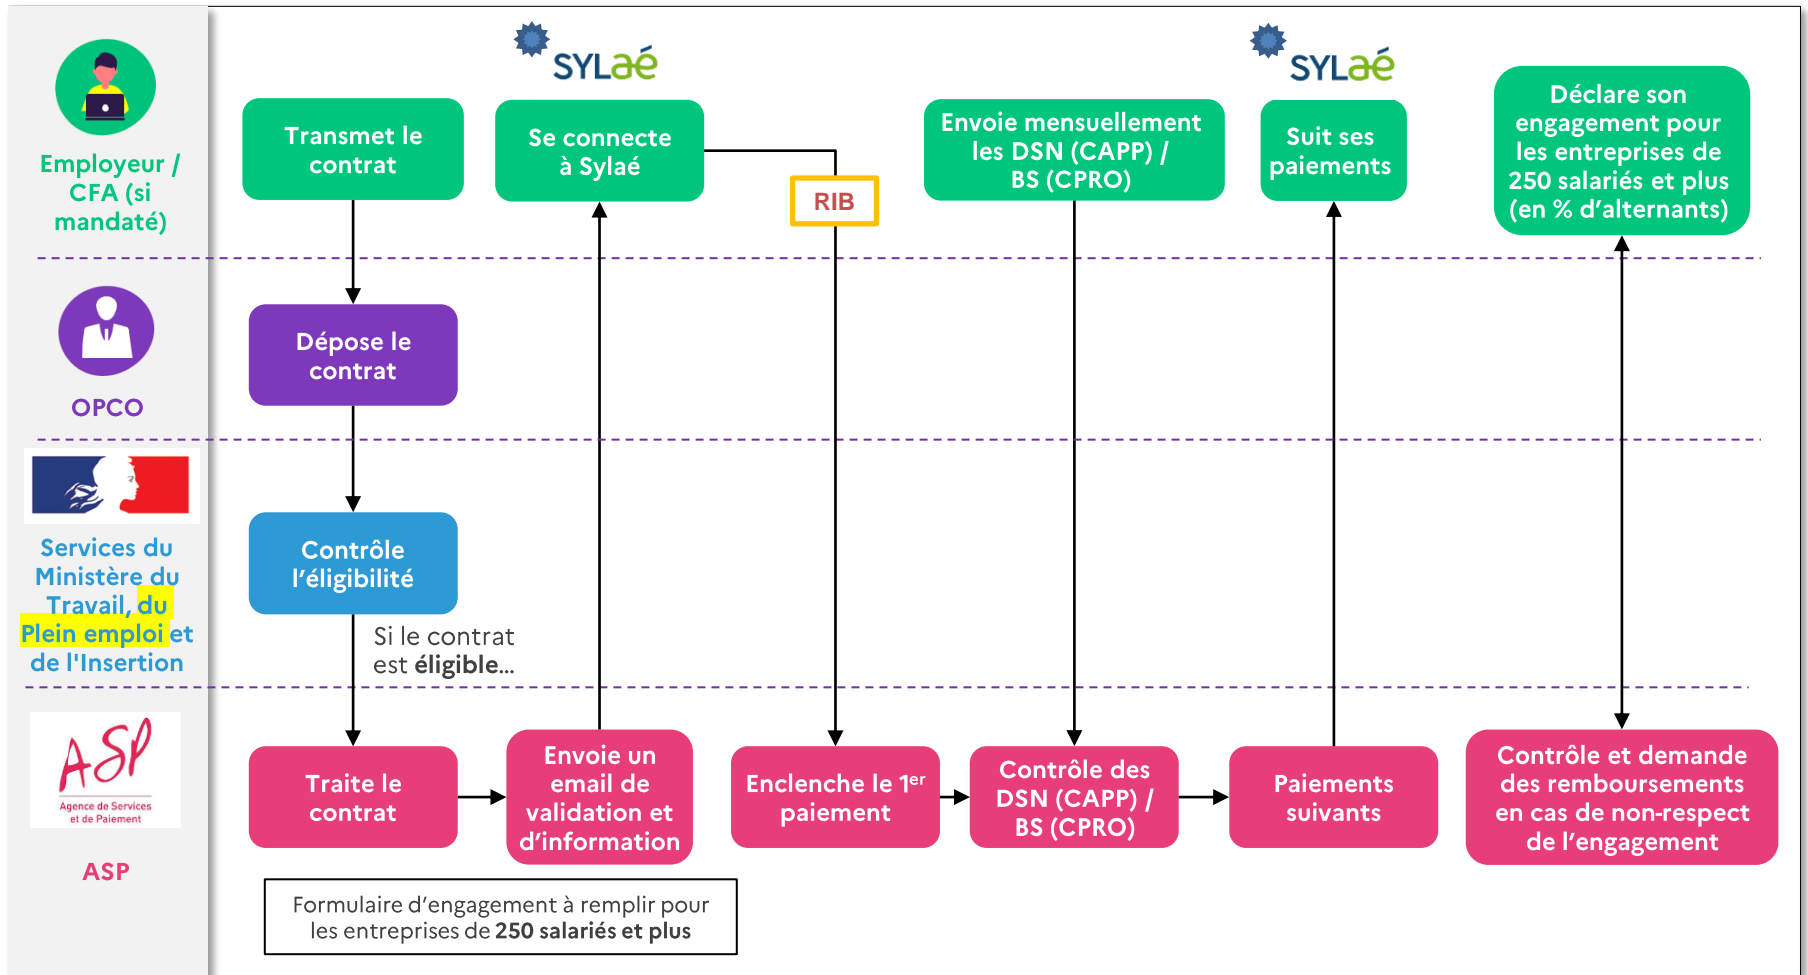 SYLaé
SYLaé
Employeur /
CFA (si
mandaté)
Transmet le
contrat
Se connecte
à Sylaé
RIB
Envoie mensuellement
les DSN (CAPP) /
BS (CPRO)
Suit ses
paiements
Déclare son
engagement pour
les entreprises de
250 salariés et plus
(en % d’alternants)
OPCO
Dépose le
contrat
Services du
Ministère du
Travail, du
Plein emploi et
de l'Insertion
Contrôle
l’éligibilité
Si le contrat
est éligible...
ASP
Agence de Services
et de Paiement
ASP
Traite le
contrat
Envoie un
email de
validation et
d’information
Enclenche le 1er
paiement
Contrôle des
DSN (CAPP) /
BS (CPRO)
Paiements
suivants
Contrôle et demande
des remboursements
en cas de non-respect
de l’engagement
Formulaire d’engagement à remplir pour
les entreprises de 250 salariés et plus